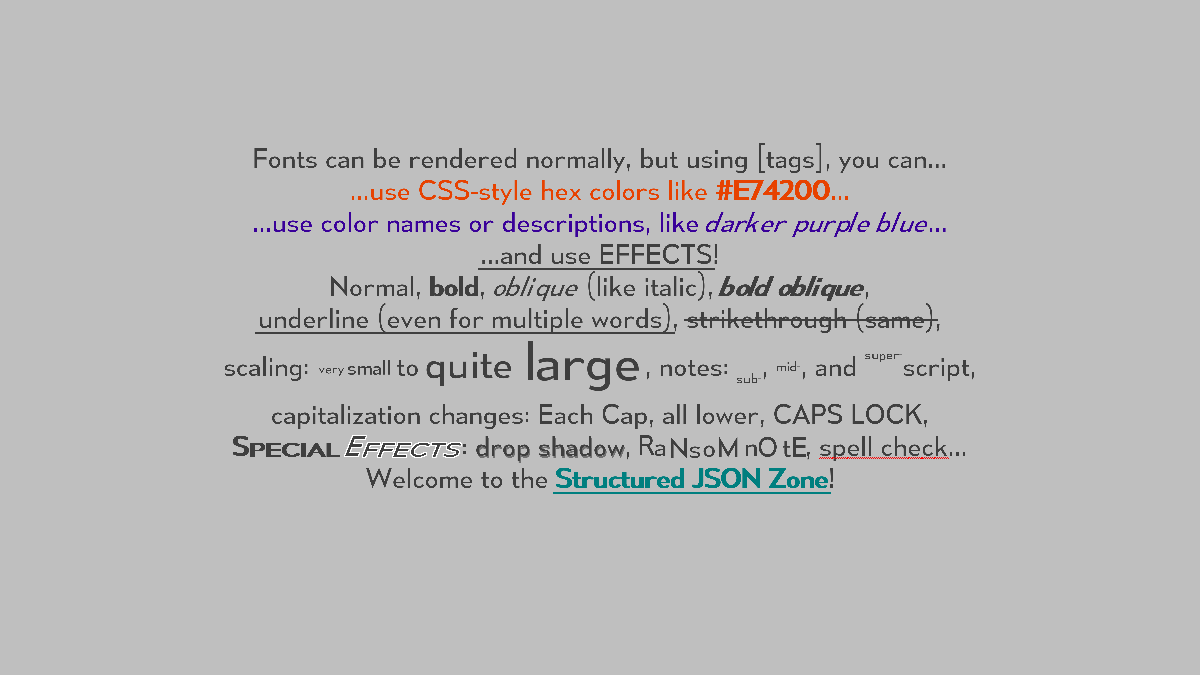 Fonts can be rendered normally, but using [tags], you can...
...use CSS-style hex colors like #E74200...
...use color names or descriptions, like darker purple blue...
...and use EFFECTS!
Normal, bold, oblique (like italic), bold oblique,
underline (even for multiple words), strikethrough (same),
scaling: very small to quite large, notes: sub-, mid-, and super-script,
capitalization changes: Each Cap, all lower, CAPS LOCK,
SPECIAL EFFECTS: drop shadow, RaNsoM nO tE, spell check...
Welcome to the Structured JSON Zone!